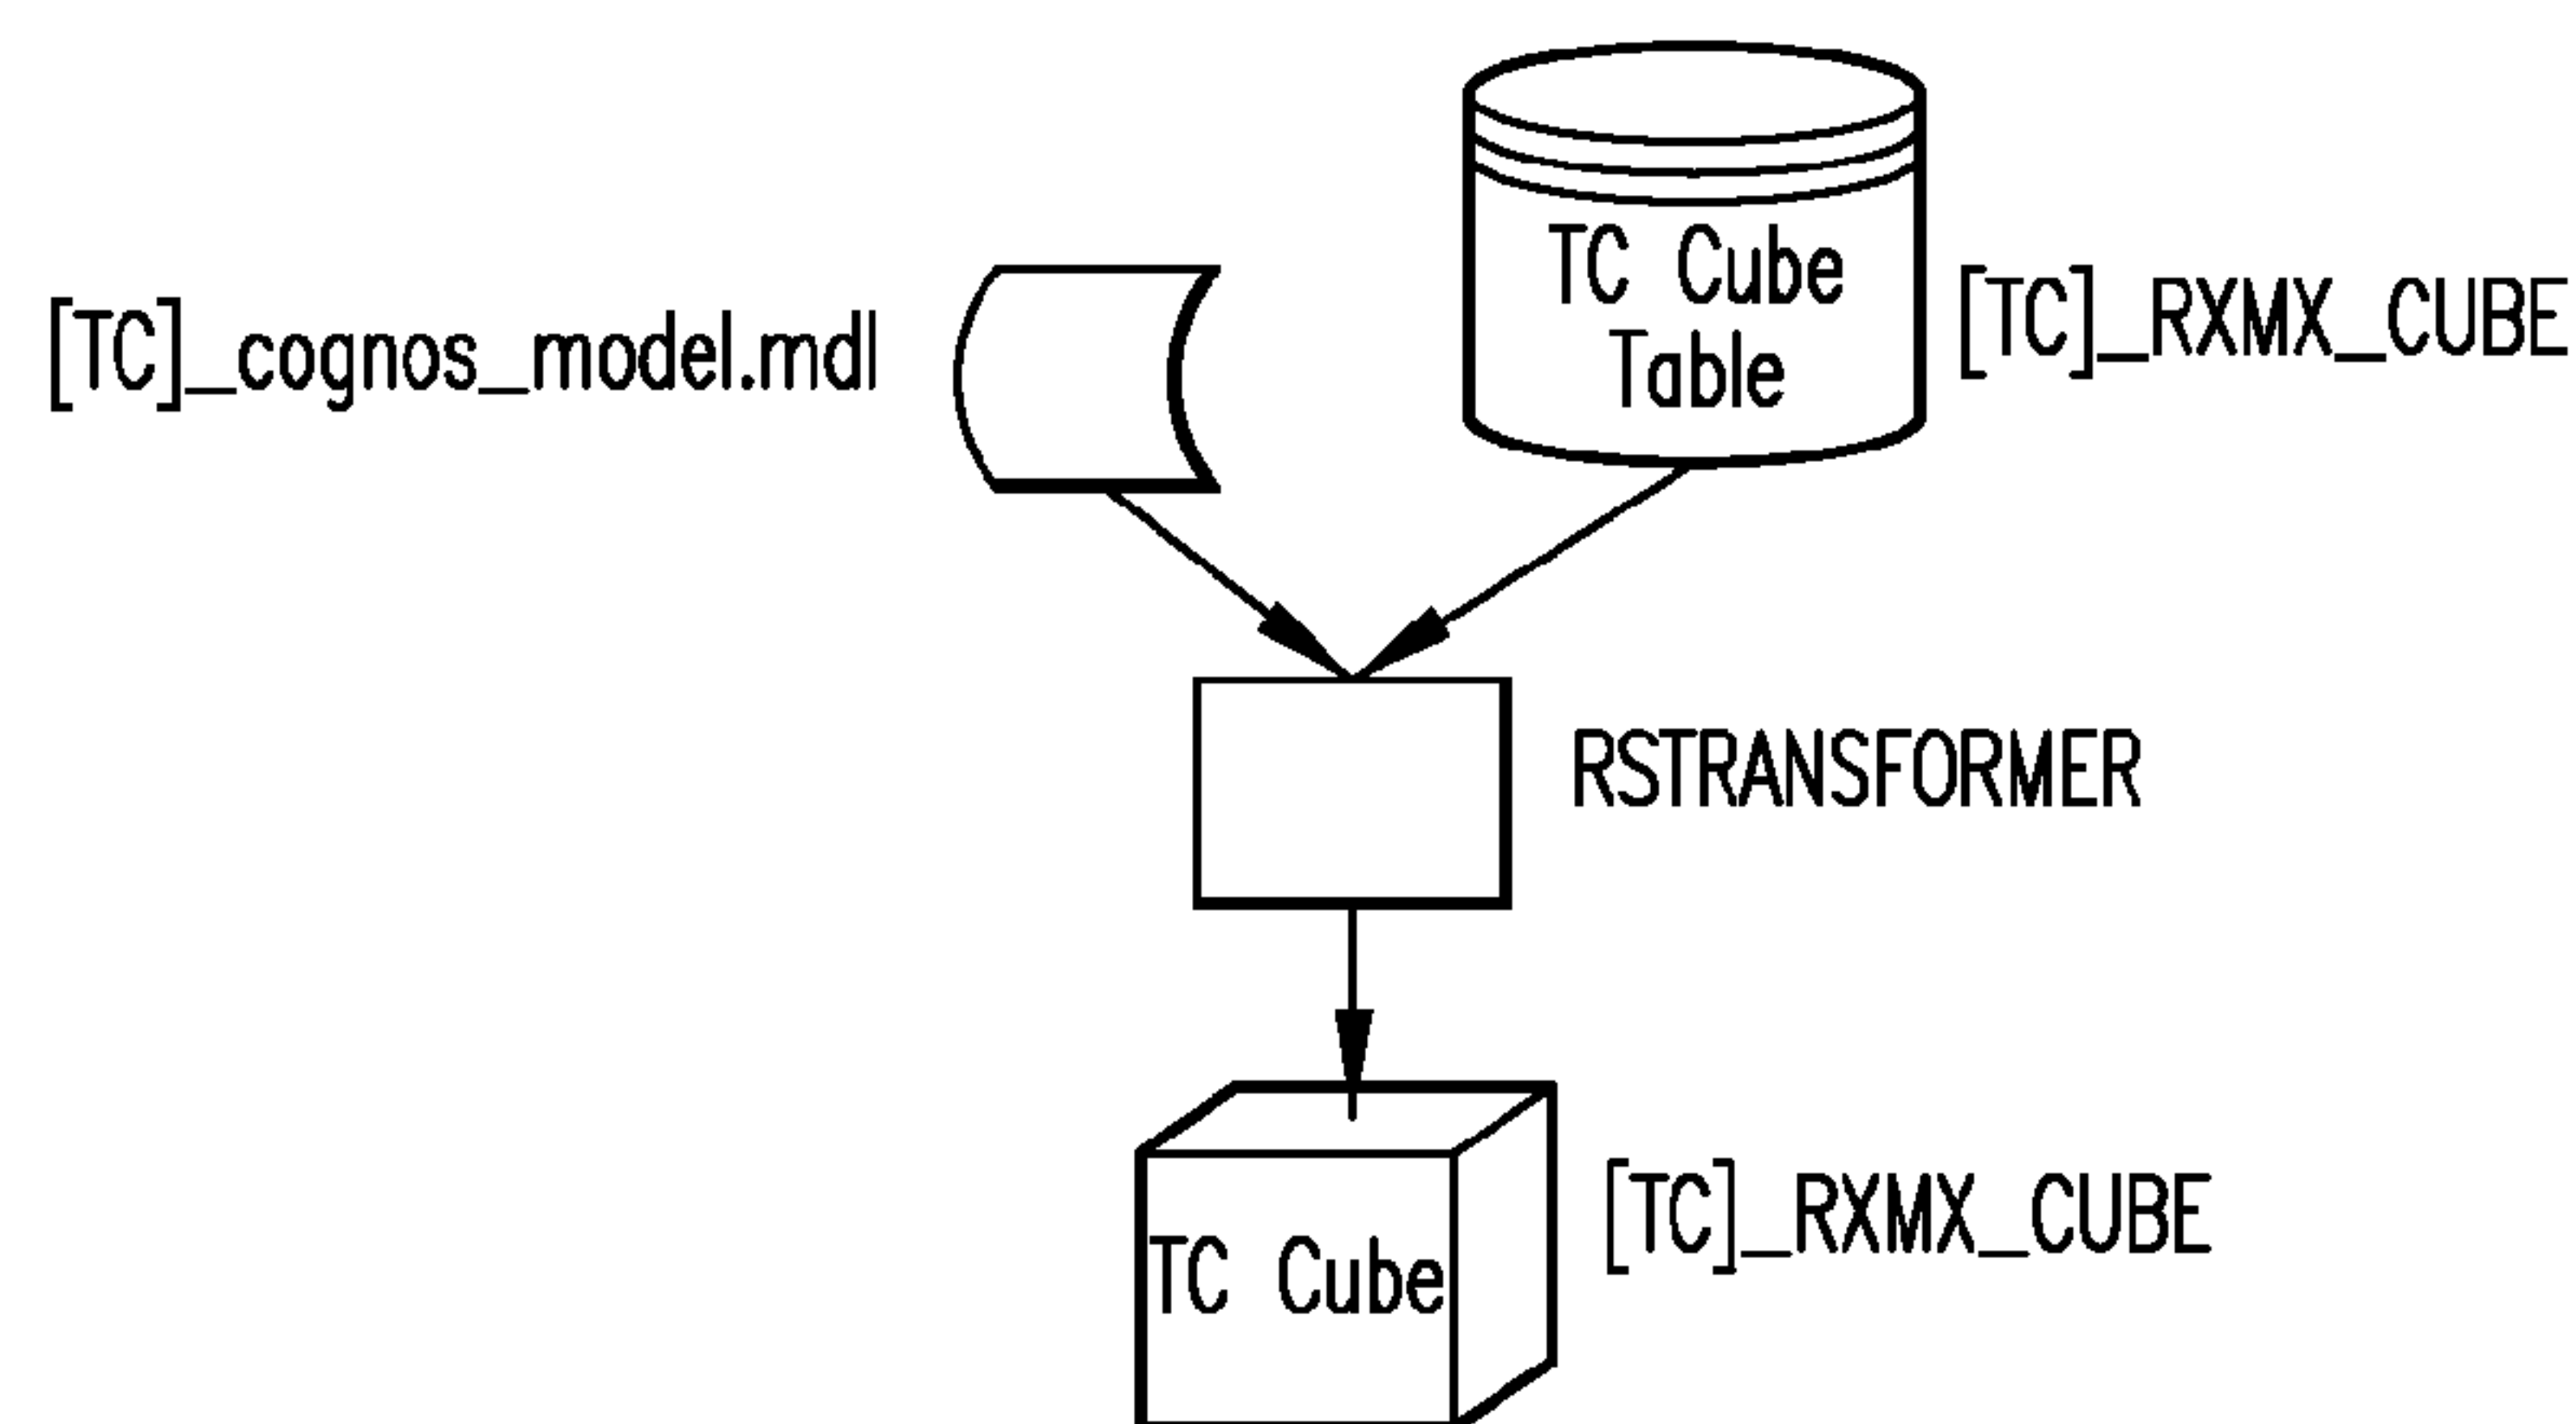 TC Cube
Table
[TC]_RXMX_CUBE
[TC]_cognos_model.mdl
RSTRANSFORMER
[TC]_RXMX_CUBE
TC Cube